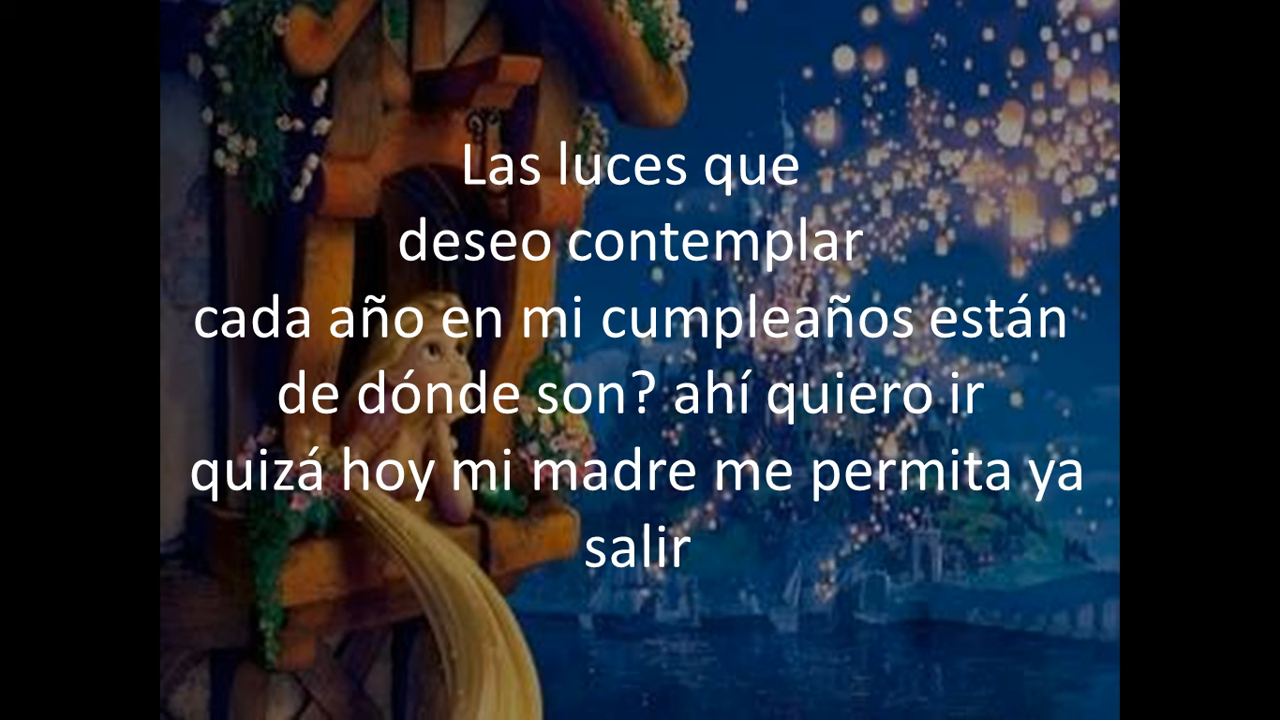 Las luces que
deseo contemplar
cada año en mi cumpleaños están
de dónde son? ahí quiero ir
quizá hoy mi madre me permita ya
salir